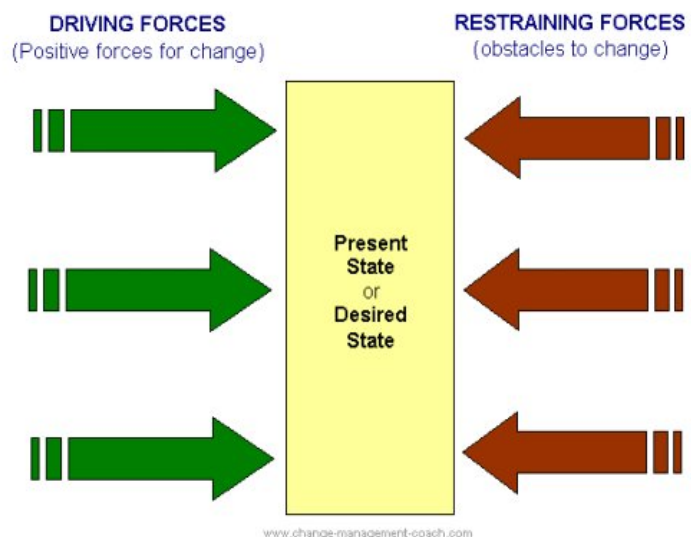 DRIVING FORCES
(Positive forces for change)
RESTRAINING FORCES
(obstacles to change)
Present
State
or
Desired
State
www.change-management-coach.com